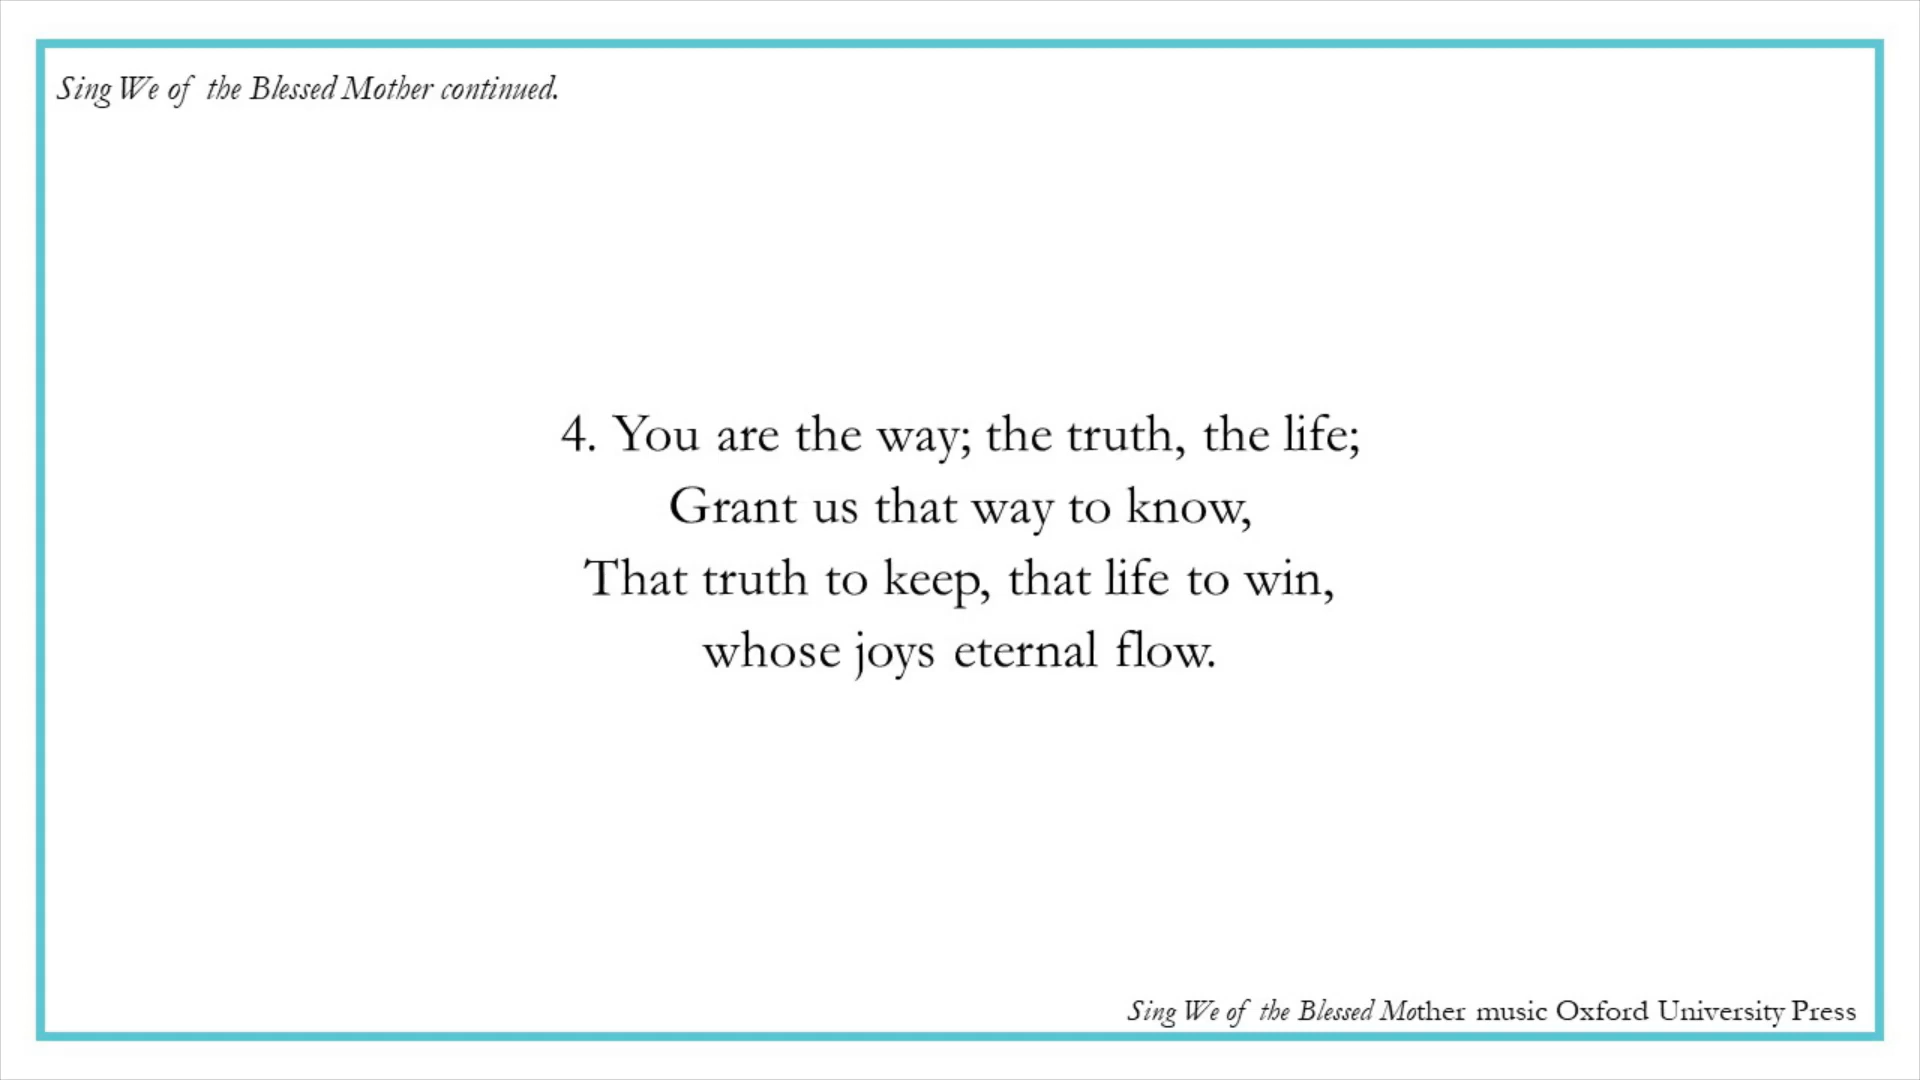 Sing We of the Blessed Mother continued.
4. You are the way; the truth, the life;
Grant us that way to know,
That truth to keep, that life to win,
whose joys eternal flow.
Sing We of the Blessed Mother music Oxford University Press